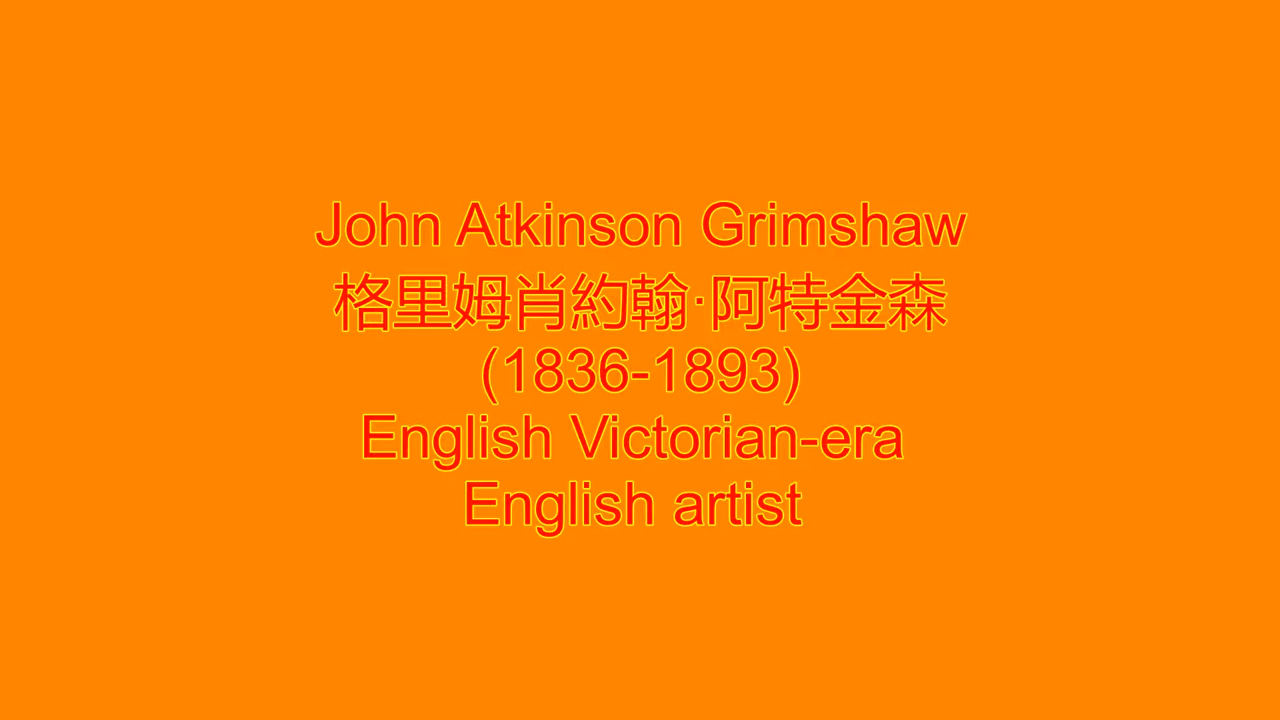 John Atkinson Grimshaw
格里姆肖約翰·阿特金森
(1836-1893)
English Victorian-era
English artist